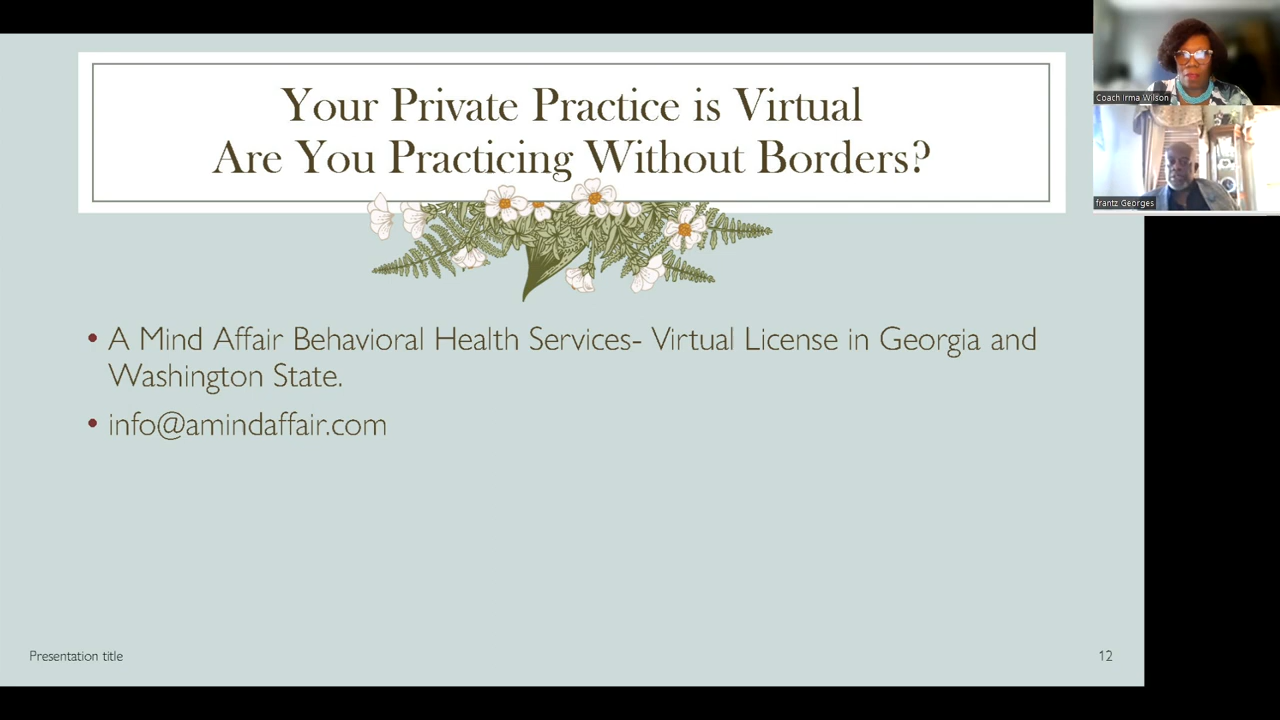 Your Private Practice is Virtual
Are You Practicing Without Borders?
Coach Irma Wilson
frantz Georges
• A Mind Affair Behavioral Health Services- Virtual License in Georgia and
Washington State.
• info@amindaffair.com
Presentation title
12